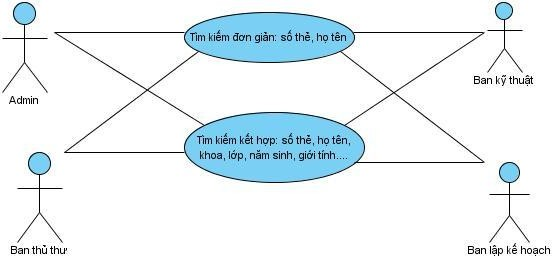 Tìm kiếm đơn giản: số thẻ, họ tên
Admin
Ban kỹ thuật
Tìm kiếm kết hợp: số thẻ, họ tên,
khoa, lớp, năm sinh, giới tính....
Ban thủ thư
Ban lập kế hoạch